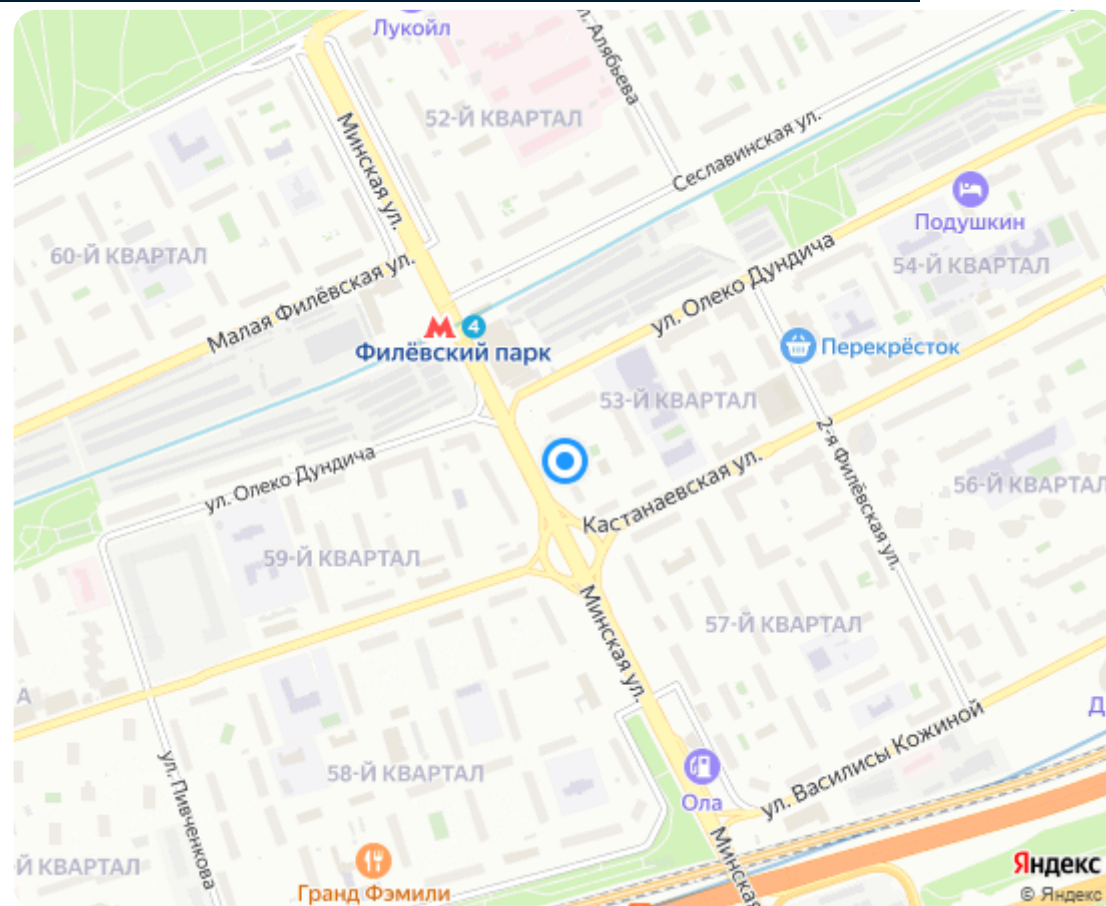 Лукойл
ул. Алябьева
52-Й КВАРТАЛ
Минская ул.
Сеславинская ул.
Подушкин
60-Й КВАРТАЛ
54-Й КВАРТАЛ
Малая Филёвская ул.
ул. Олеко Дундича
4
Филёвский парк
Перекрёсток
53-Й КВАРТАЛ
2-я Филёвская ул.
ул. Олеко Дундича
Кастанаевская ул.
56-Й КВАРТАЛ
59-Й КВАРТАЛ
Минская ул.
57-Й КВАРТАЛ
А
Д
ул. Василисы Кожиной
ул. Пивченкова
58-Й КВАРТАЛ
Ола
Минская
Й КВАРТАЛ
Гранд Фэмили
Яндекс
© Яндекс